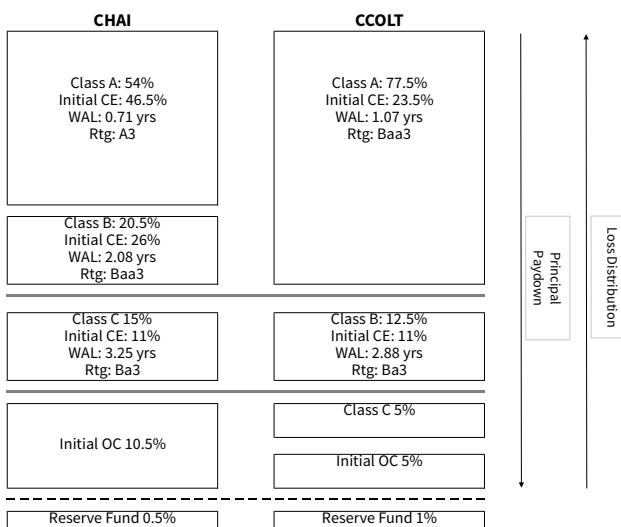 CHAI
CCOLT
Class A: 54%
Initial CE: 46.5%
WAL: 0.71 yrs
Rtg: A3
Class A: 77.5%
Initial CE: 23.5%
WAL: 1.07 yrs
Rtg: Baa3
Class B: 20.5%
Initial CE: 26%
WAL: 2.08 yrs
Rtg: Baa3
Class C 15%
Initial CE: 11%
WAL: 3.25 yrs
Rtg: Ba3
Class B: 12.5%
Initial CE: 11%
WAL: 2.88 yrs
Rtg: Ba3
Initial OC 10.5%
Class C 5%
Initial OC 5%
Reserve Fund 0.5%
Reserve Fund 1%
Principal
Paydown
Loss Distribution